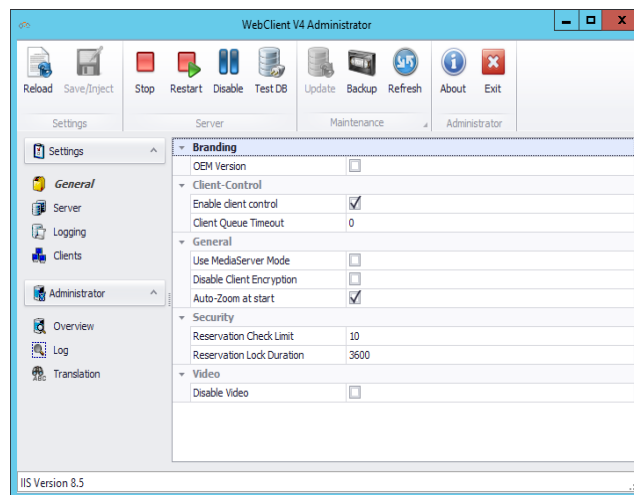 WebClient V4 Administrator
Reload Save/Inject Stop Restart Disable Test DB Update Backup Refresh About Exit
Settings Server Maintenance Administrator
Settings
General
Server
Logging
Clients
Administrator
Overview
Log
ABC
Translation
Branding
OEM Version
Client-Control
Enable client control
Client Queue Timeout 0
General
Use MediaServer Mode
Disable Client Encryption
Auto-Zoom at start
Security
Reservation Check Limit 10
Reservation Lock Duration 3600
Video
Disable Video
IIS Version 8.5